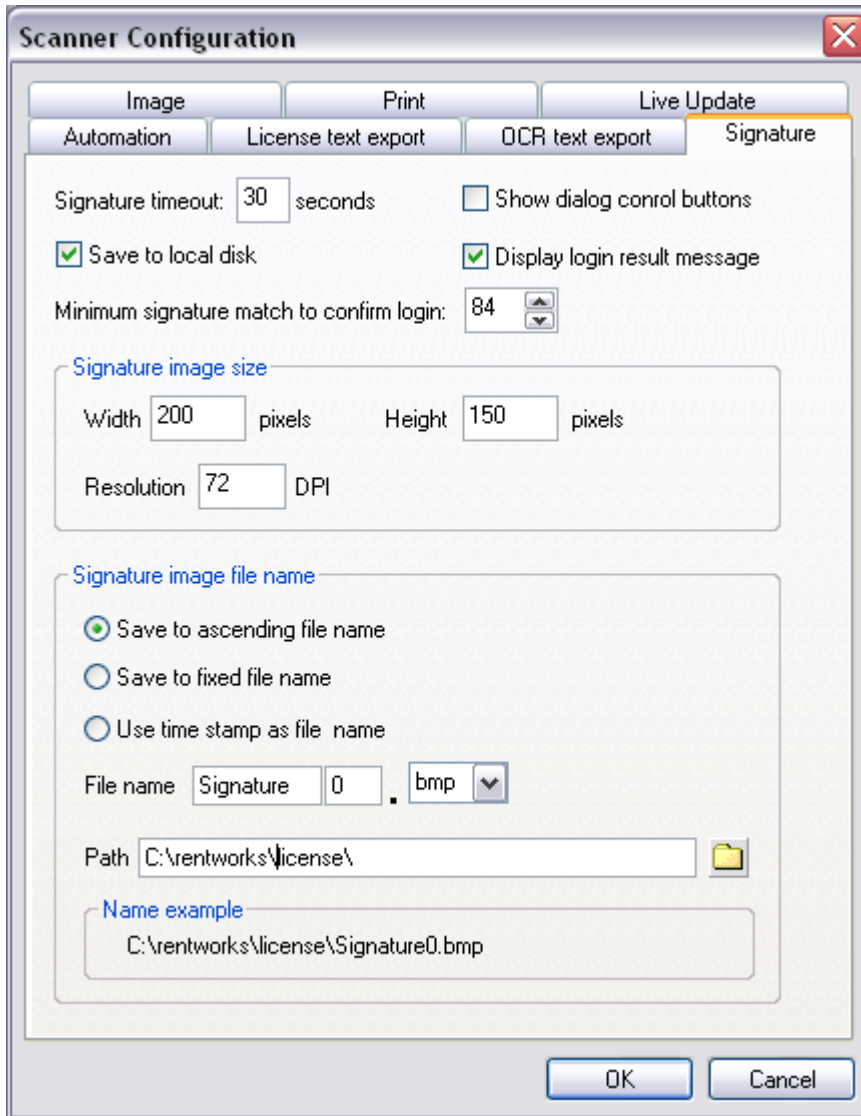 Scanner Configuration
Image Print Live Update
Automation License text export OCR text export Signature
Signature timeout: 30 seconds Show dialog conrol buttons
Save to local disk Display login result message
Minimum signature match to confirm login: 84
Signature image size
Width 200 pixels Height 150 pixels
Resolution 72 DPI
Signature image file name
Save to ascending file name
Save to fixed file name
Use time stamp as file name
File name Signature 0 . bmp
Path C:\rentworks\license\
Name example
C:\rentworks\license\Signature0.bmp
OK Cancel